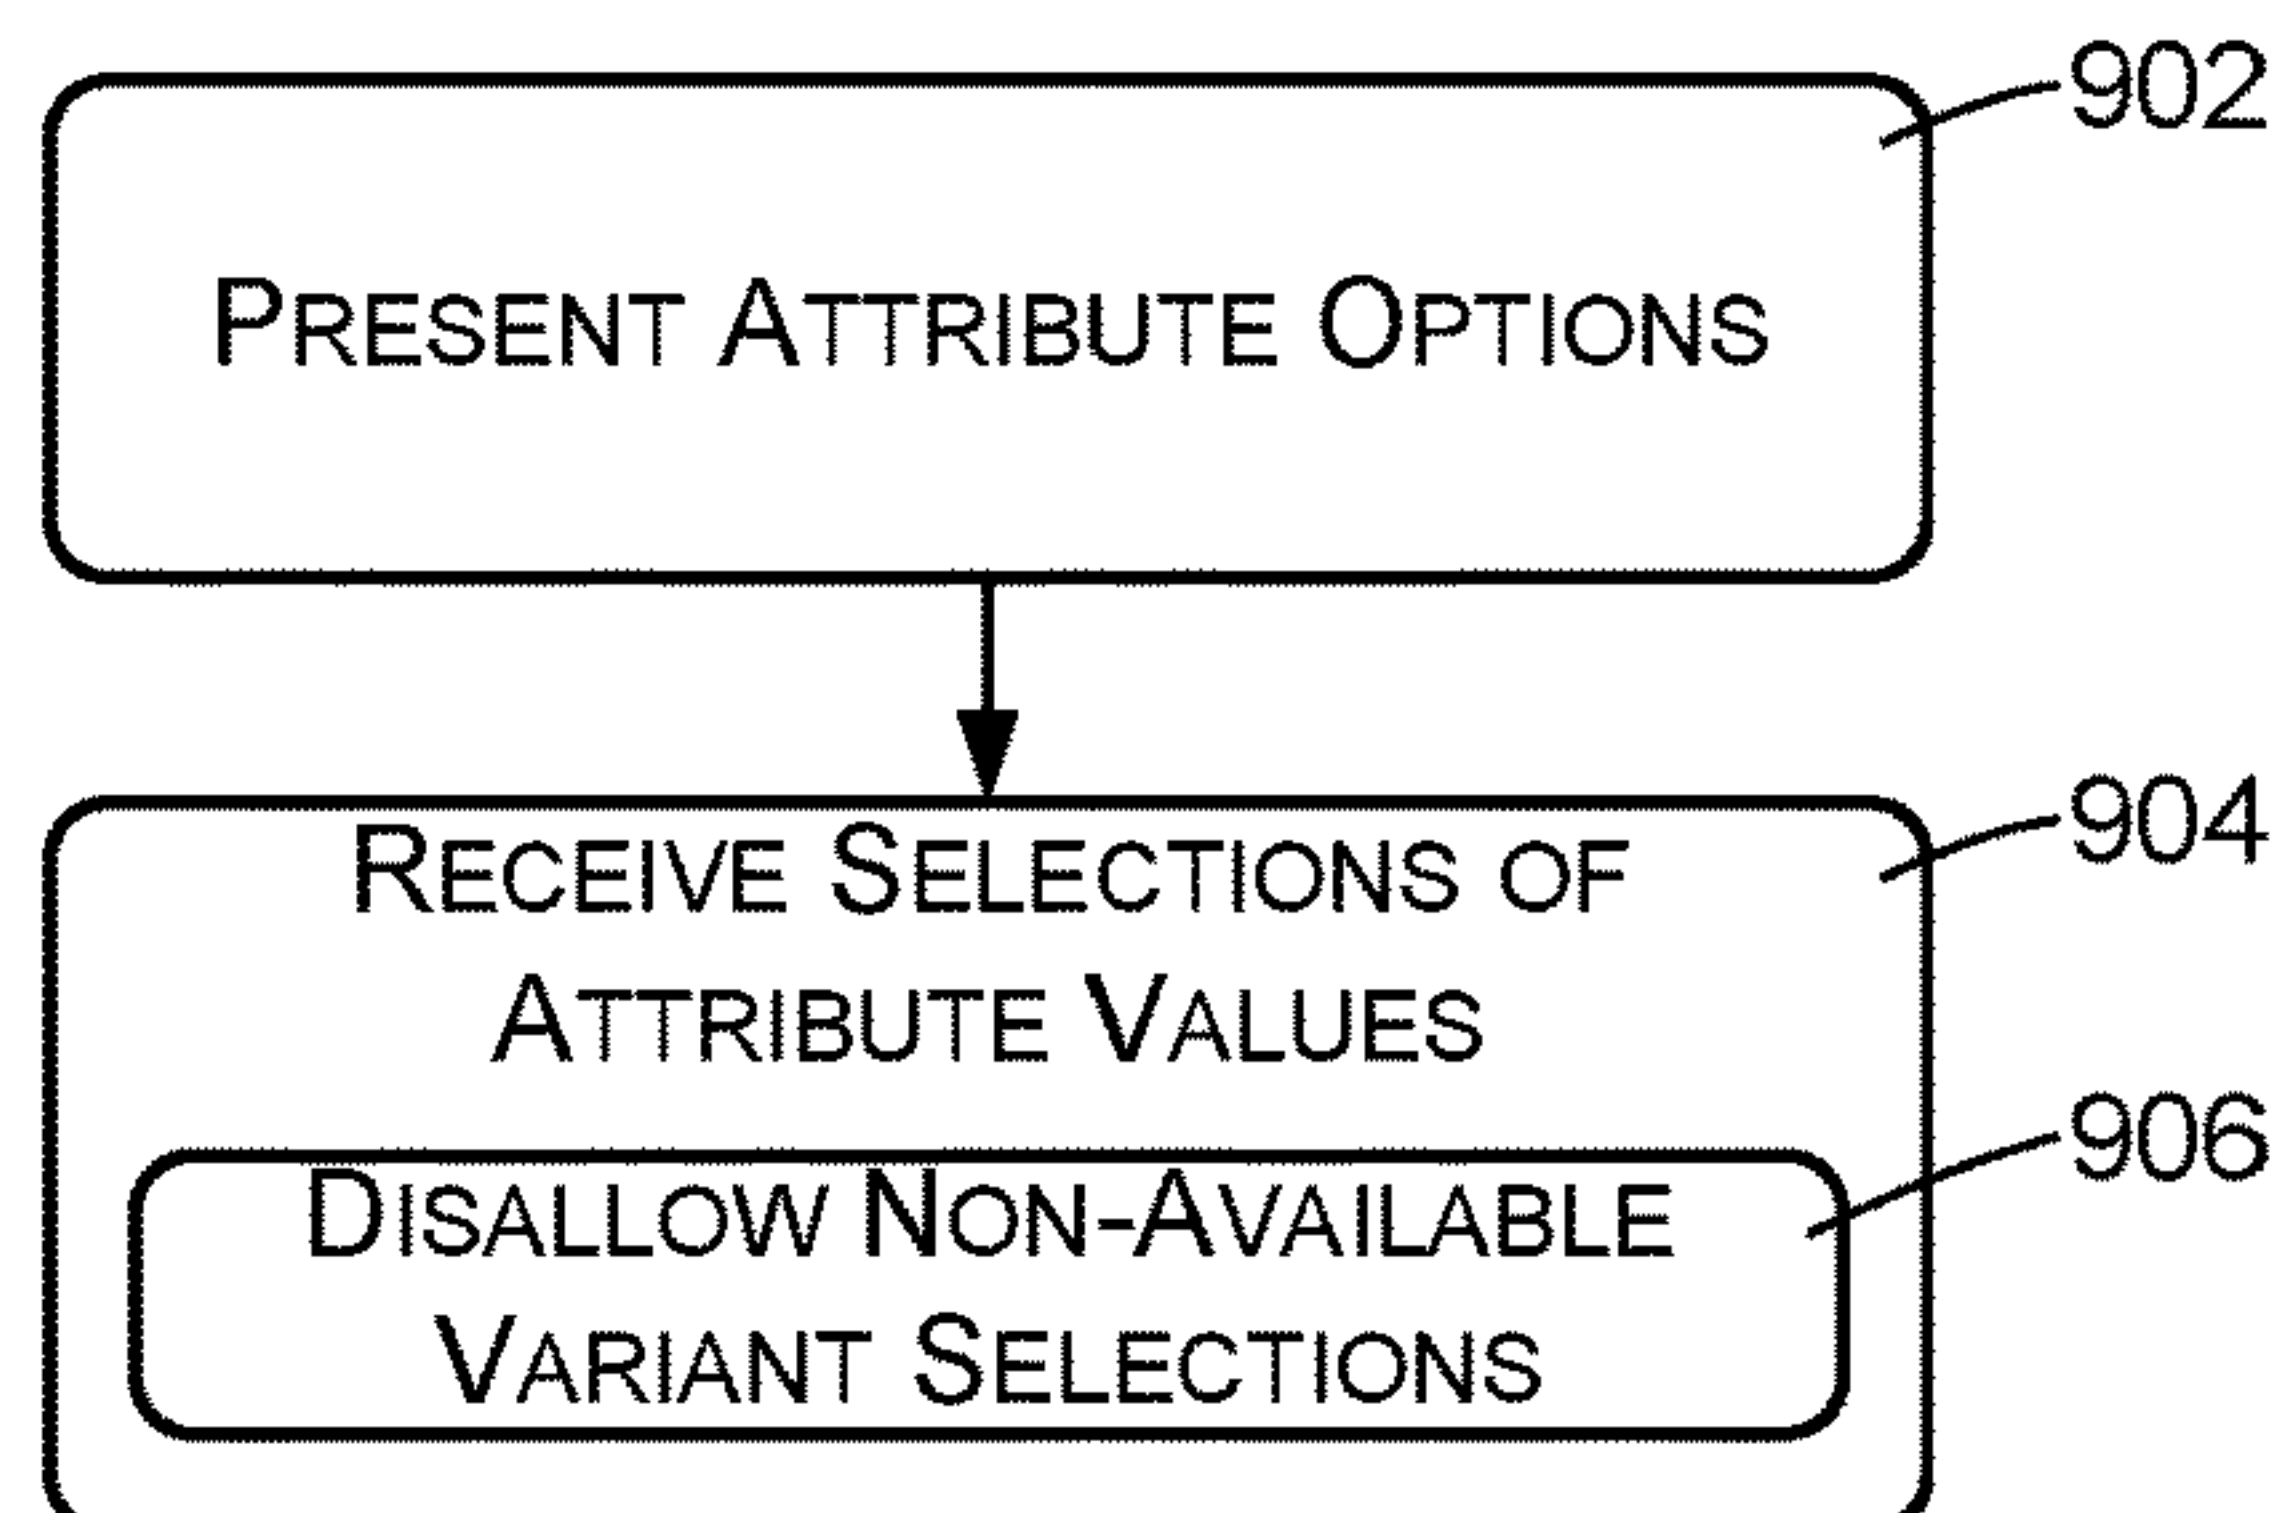 902
PRESENT ATTRIBUTE OPTIONS
904
RECEIVE SELECTIONS OF
ATTRIBUTE VALUES
906
DISALLOW NON-AVAILABLE
VARIANT SELECTIONS